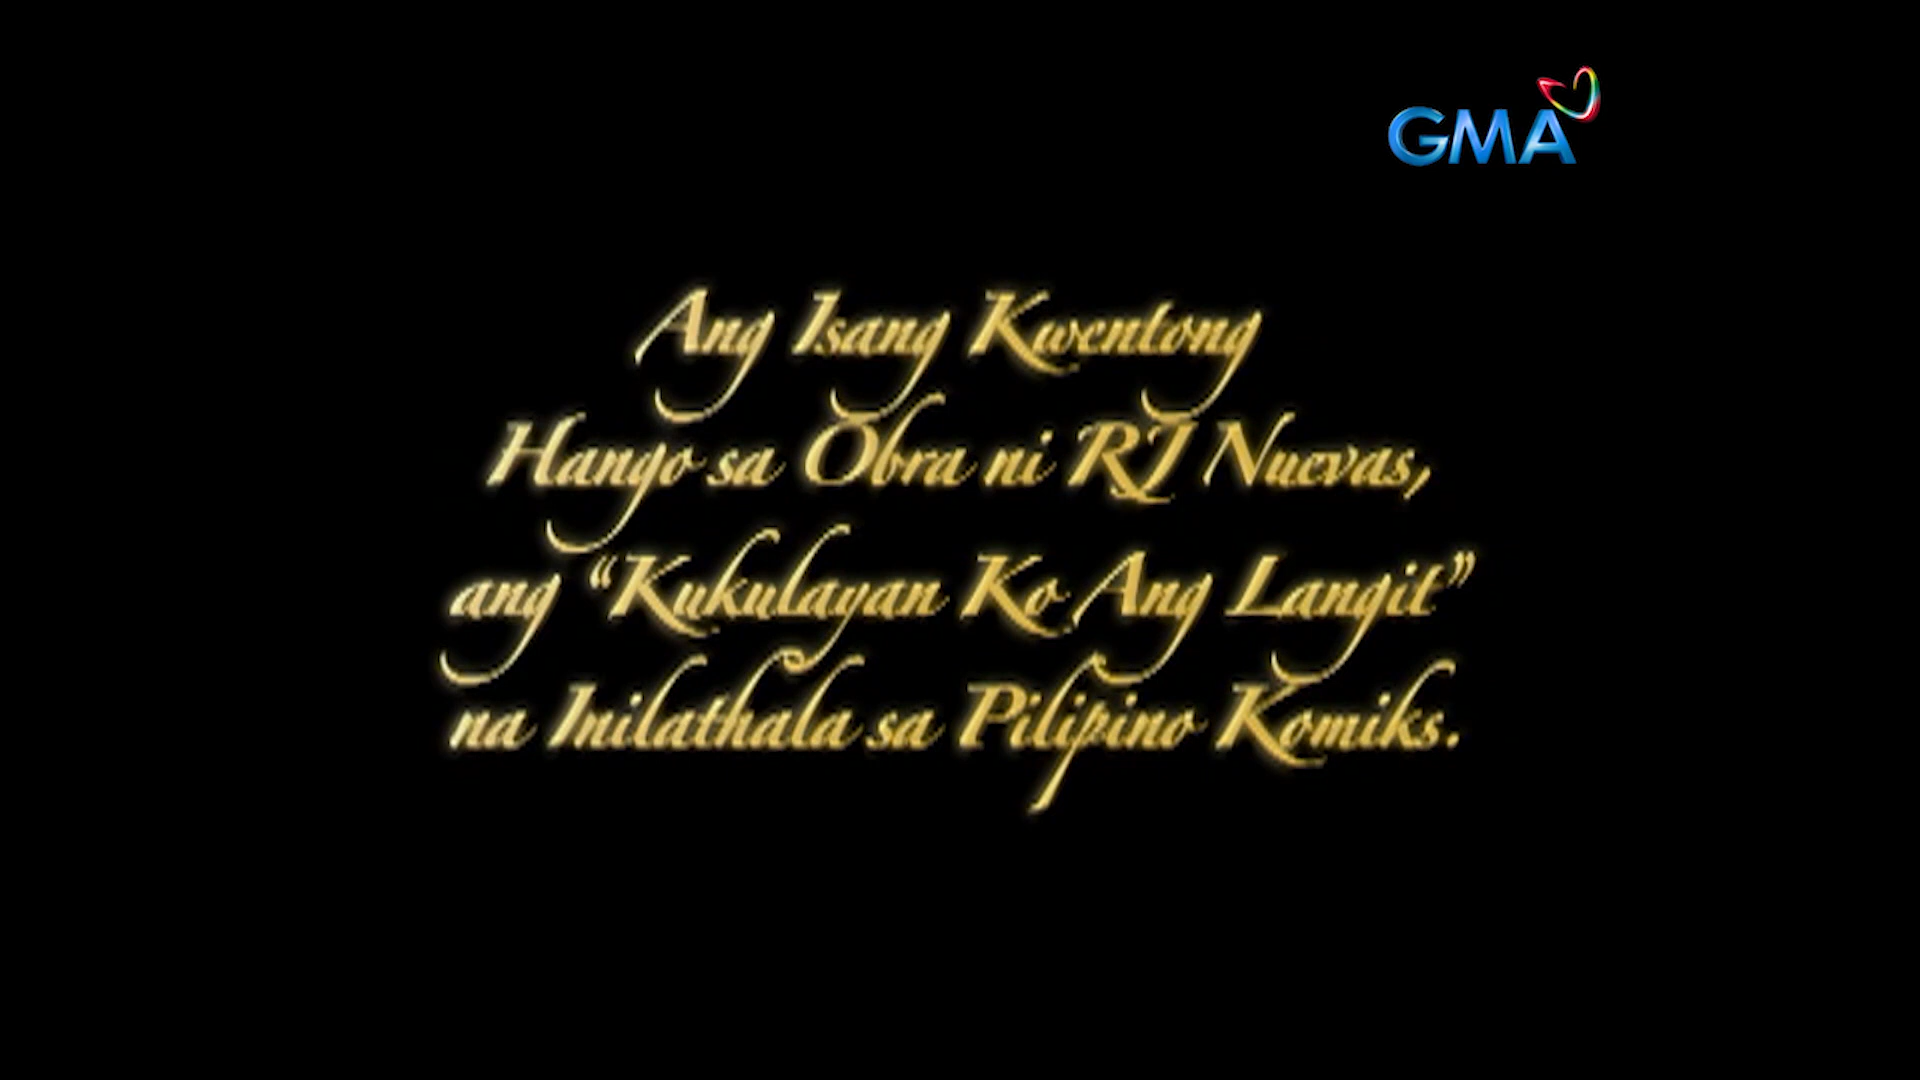 GMA
Ang Isang Kwentong
Hango sa Obra ni RJ Nuevas,
ang “Kukulayan Ko Ang Langit”
na Inilathala sa Pilipino Komiks.